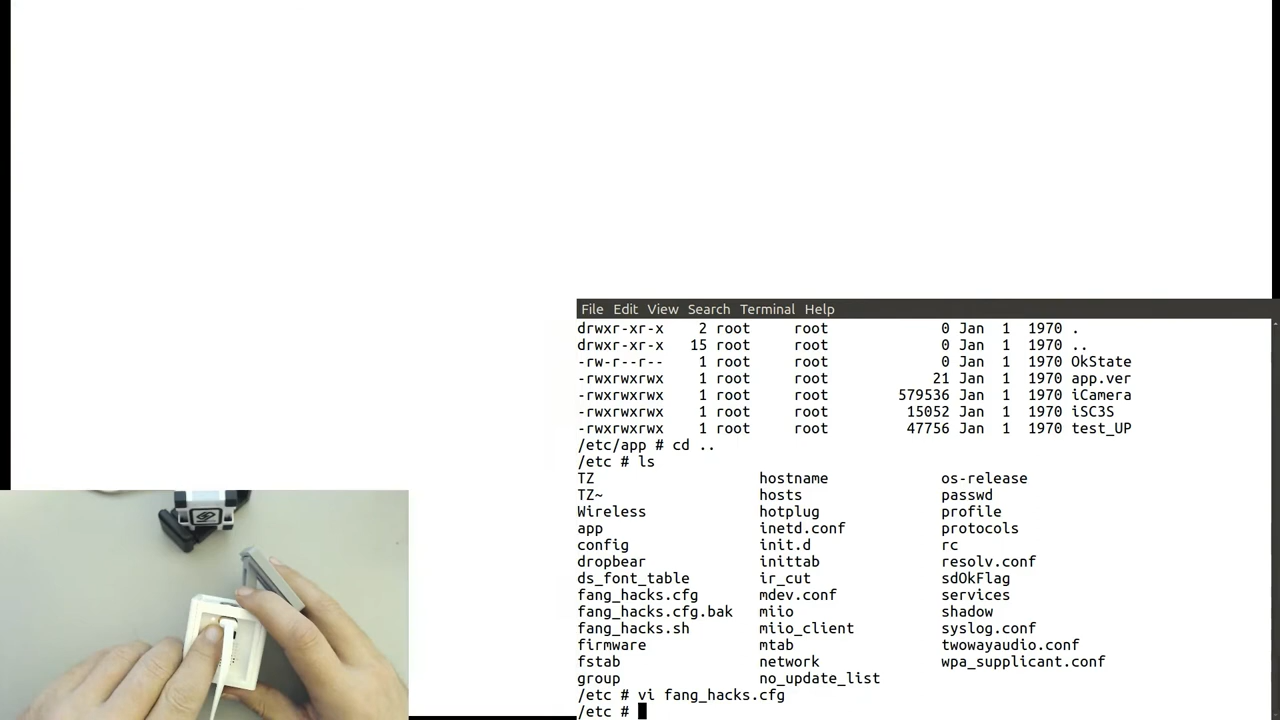 File Edit View Search Terminal Help
drwxr-xr-x 2 root root 0 Jan 1 1970 .
drwxr-xr-x 15 root root 0 Jan 1 1970 ..
-rw-r--r-- 1 root root 0 Jan 1 1970 OkState
-rwxrwxrwx 1 root root 21 Jan 1 1970 app.ver
-rwxrwxrwx 1 root root 579536 Jan 1 1970 iCamera
-rwxrwxrwx 1 root root 15052 Jan 1 1970 iSC3S
-rwxrwxrwx 1 root root 47756 Jan 1 1970 test_UP
/etc/app # cd ..
/etc # ls
TZ hostname os-release
TZ~ hosts passwd
Wireless hotplug profile
app inetd.conf protocols
config init.d rc
dropbear inittab resolv.conf
ds_font_table ir_cut sdOkFlag
fang_hacks.cfg mdev.conf services
fang_hacks.cfg.bak miio shadow
fang_hacks.sh miio_client syslog.conf
firmware mtab twowayaudio.conf
fstab network wpa_supplicant.conf
group no_update_list
/etc # vi fang_hacks.cfg
/etc #